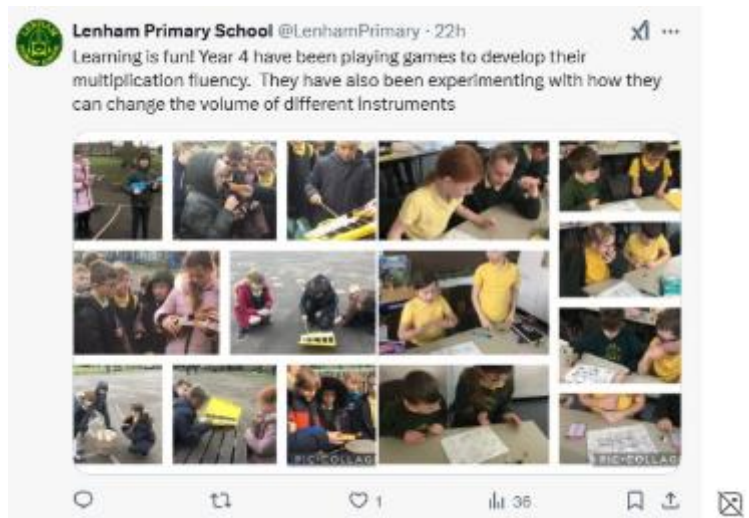 Lenham Primary School @LenhamPrimary · 22h
Learning is fun! Year 4 have been playing games to develop their
multiplication fluency. They have also been experimenting with how they
can change the volume of different instruments
PIC•COLLAGE
PIC•COLLAGE
1
36